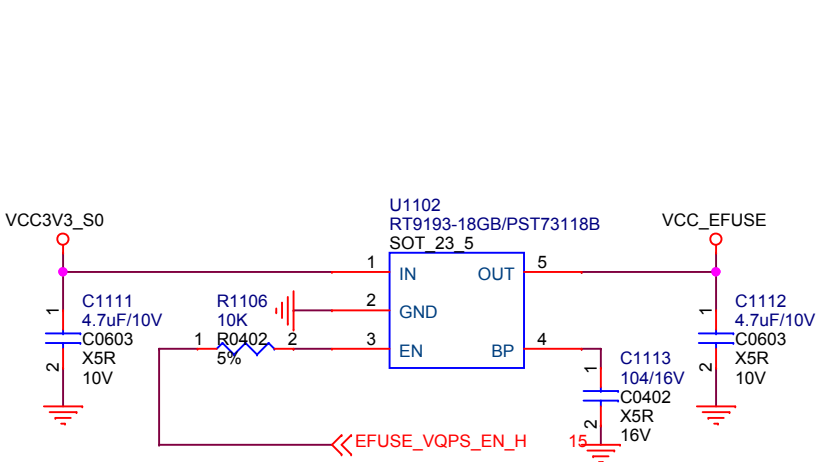 U1102
RT9193-18GB/PST73118B
SOT_23_5
VCC3V3_S0
VCC_EFUSE
1
IN
OUT
5
2
GND
3
EN
BP
4
1
C1111
4.7uF/10V
C0603
X5R
10V
2
R1106
10K
1
R0402
2
5%
1
C1112
4.7uF/10V
C0603
X5R
10V
2
1
C1113
104/16V
C0402
X5R
16V
2
EFUSE_VQPS_EN_H
15